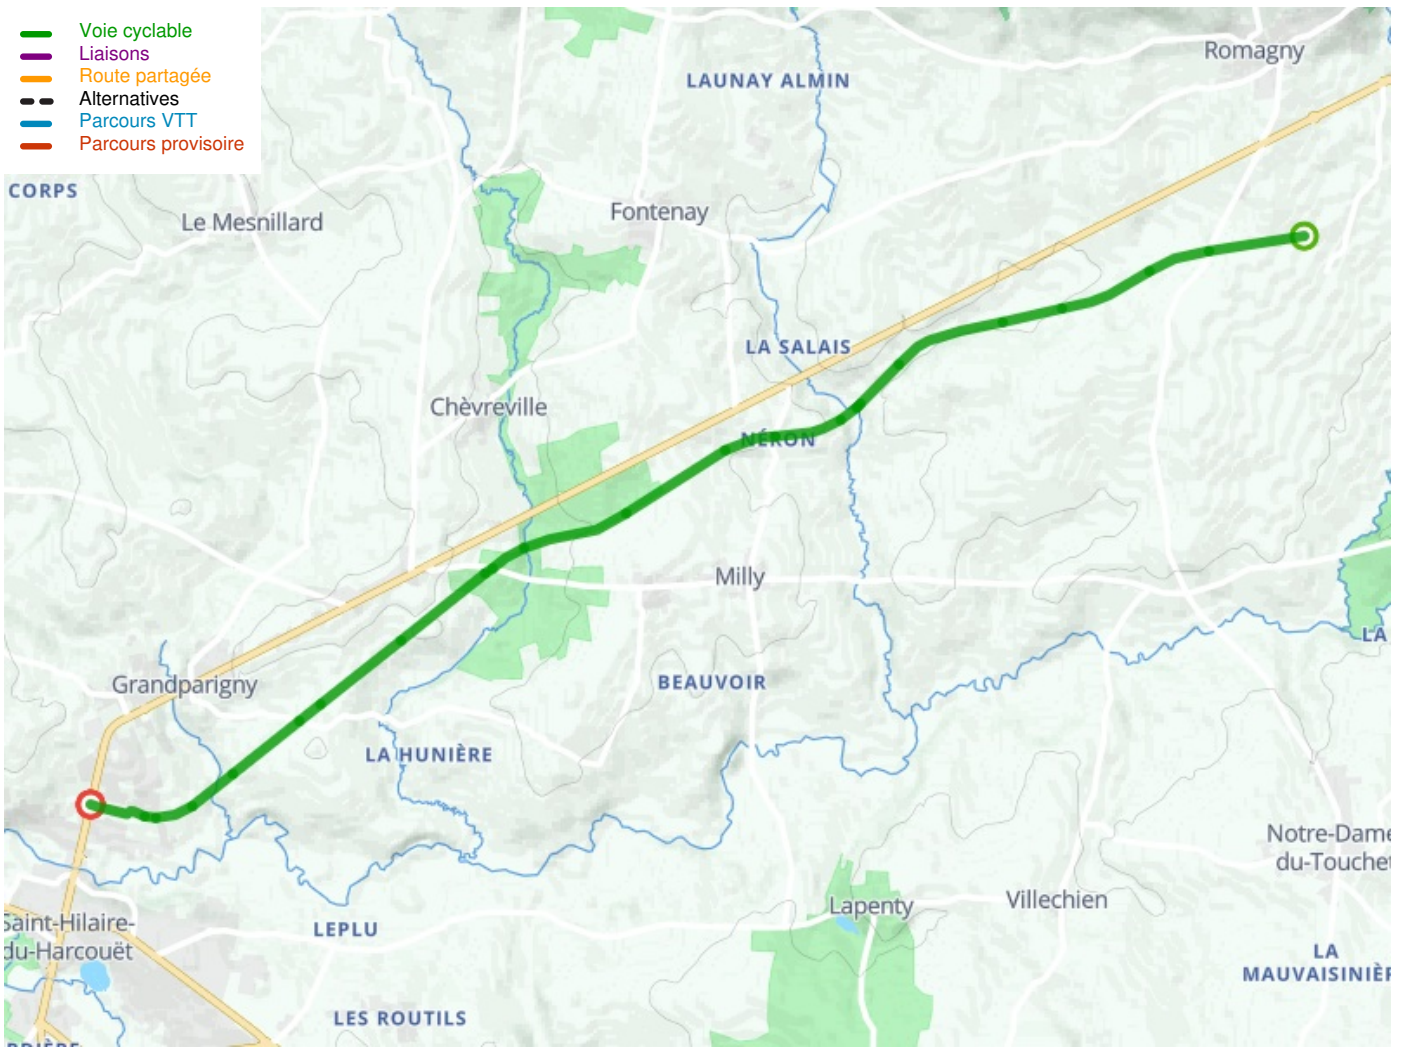 Voie cyclable
Liaisons
Route partagée
Alternatives
Parcours VTT
Parcours provisoire
Romagny
LAUNAY ALMIN
CORPS
Le Mesnillard
Fontenay
LA SALAIS
Chèvreville
NÉRON
Milly
LA
Grandparigny
BEAUVOIR
LA HUNIÈRE
Notre-Dame
du-Touchet
Villechien
Lapenty
Saint-Hilaire-
du-Harcouët
LEPLU
LA
MAUVAISINIÈR
LES ROUTILS